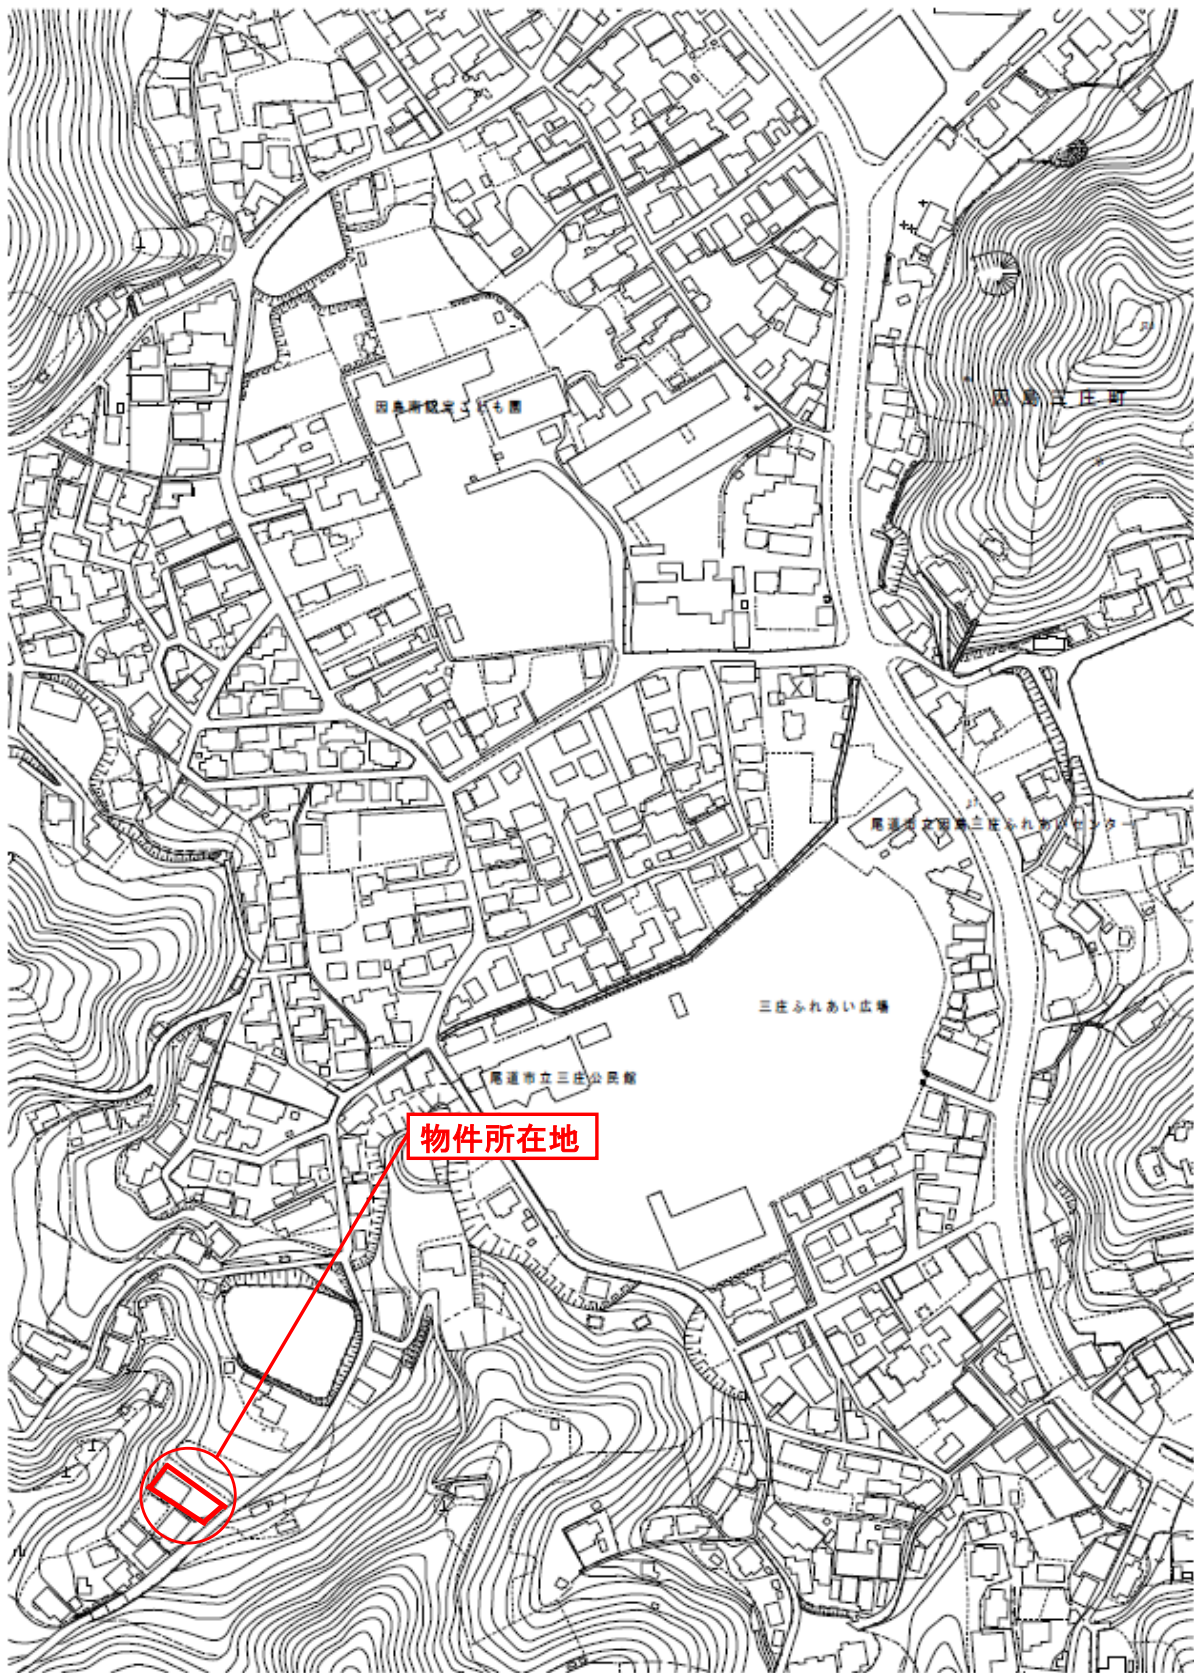 因島南認定こども園
因島三庄町
尾道市立因島三庄ふれあいセンター
三庄ふれあい広場
尾道市立三庄公民館
物件所在地